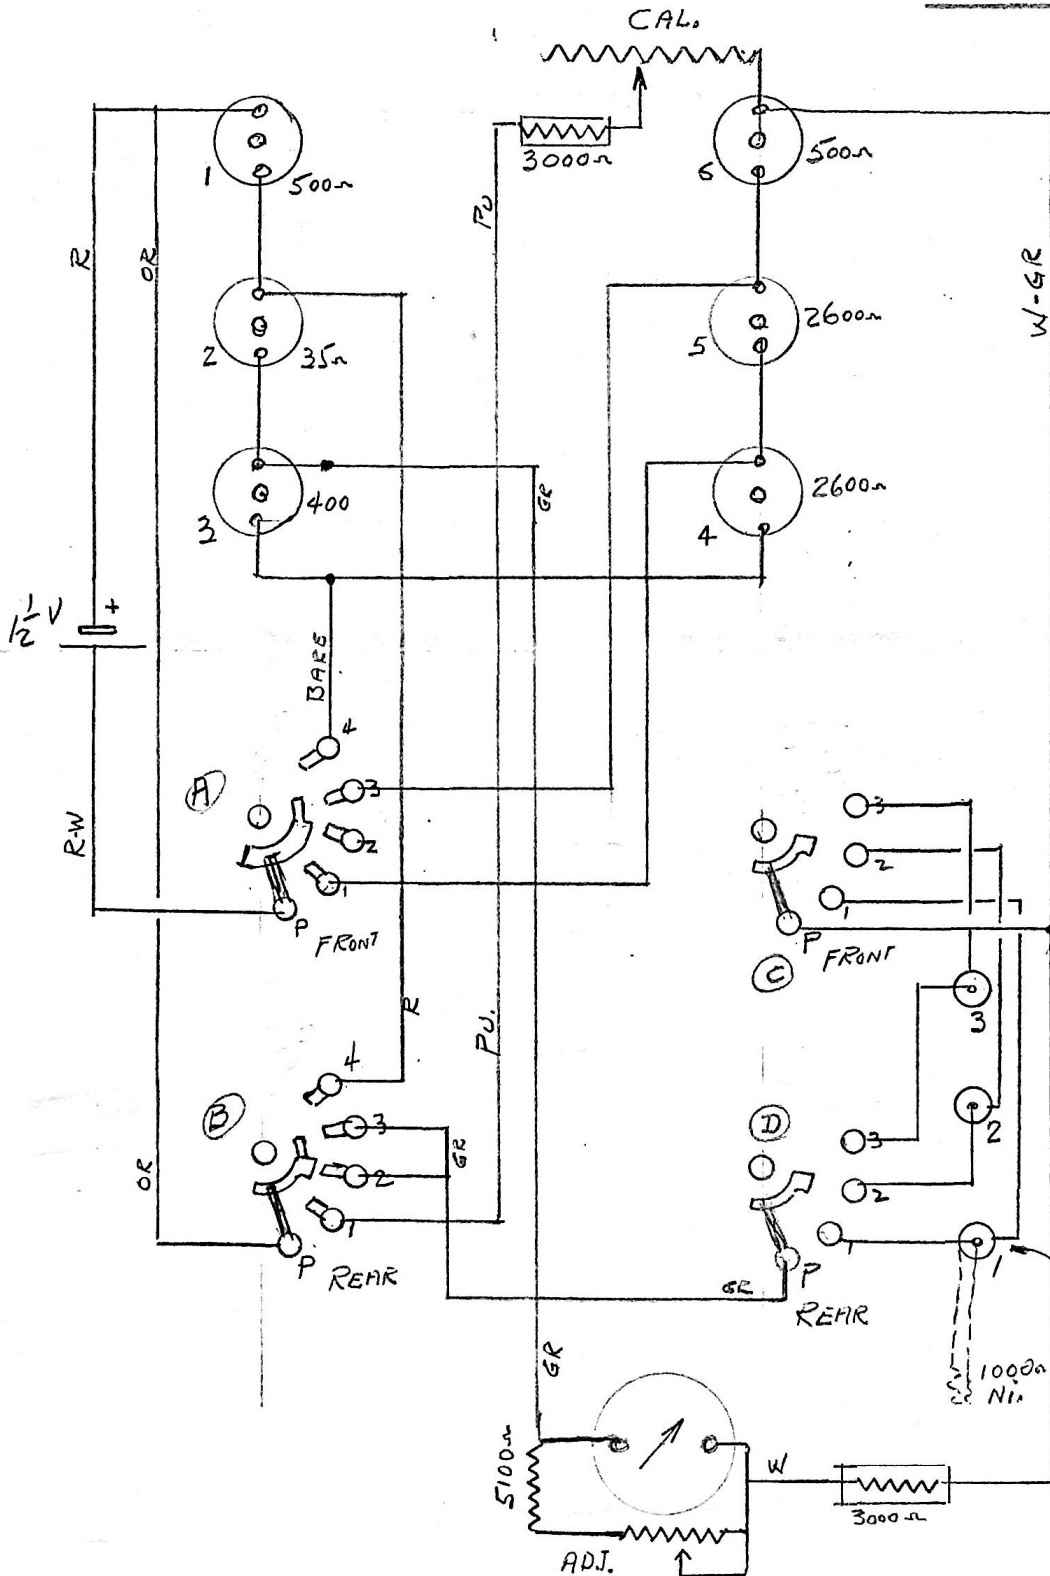 CAL.
3000Ω
1
500Ω
6
500Ω
R
OR
PU
W-GR
2
35Ω
5
2600Ω
3
400
4
2600Ω
GR
1½V
+
BARE
A
4
3
2
1
P
FRONT
R-W
3
2
1
P
FRONT
C
3
R
PU.
B
4
3
2
1
P
REAR
OR
GR
2
D
3
2
1
P
REAR
GR
1
1000Ω
Ni.
GR
5100Ω
W
3000Ω
ADJ.